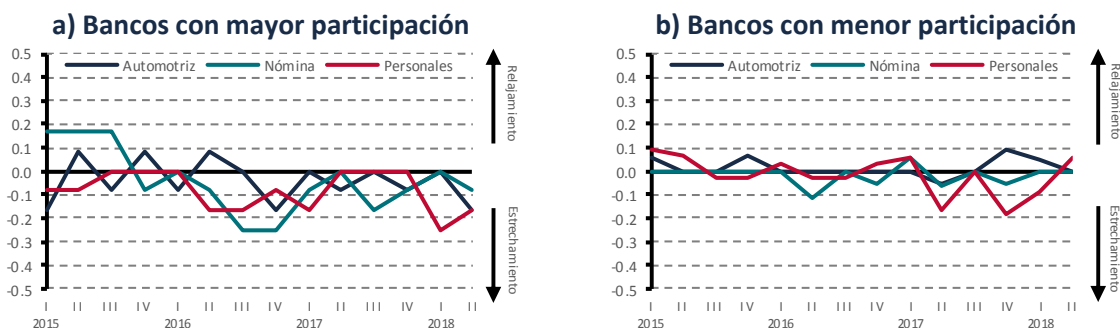 a) Bancos con mayor participación
0.5
0.4
0.3
0.2
0.1
0.0
-0.1
-0.2
-0.3
-0.4
-0.5
Automotriz Nómina Personales
I II III IV I II III IV I II III IV I II
2015 2016 2017 2018
Relajamiento
Estrechamiento
b) Bancos con menor participación
0.5
0.4
0.3
0.2
0.1
0.0
-0.1
-0.2
-0.3
-0.4
-0.5
Automotriz Nómina Personales
I II III IV I II III IV I II III IV I II
2015 2016 2017 2018
Relajamiento
Estrechamiento